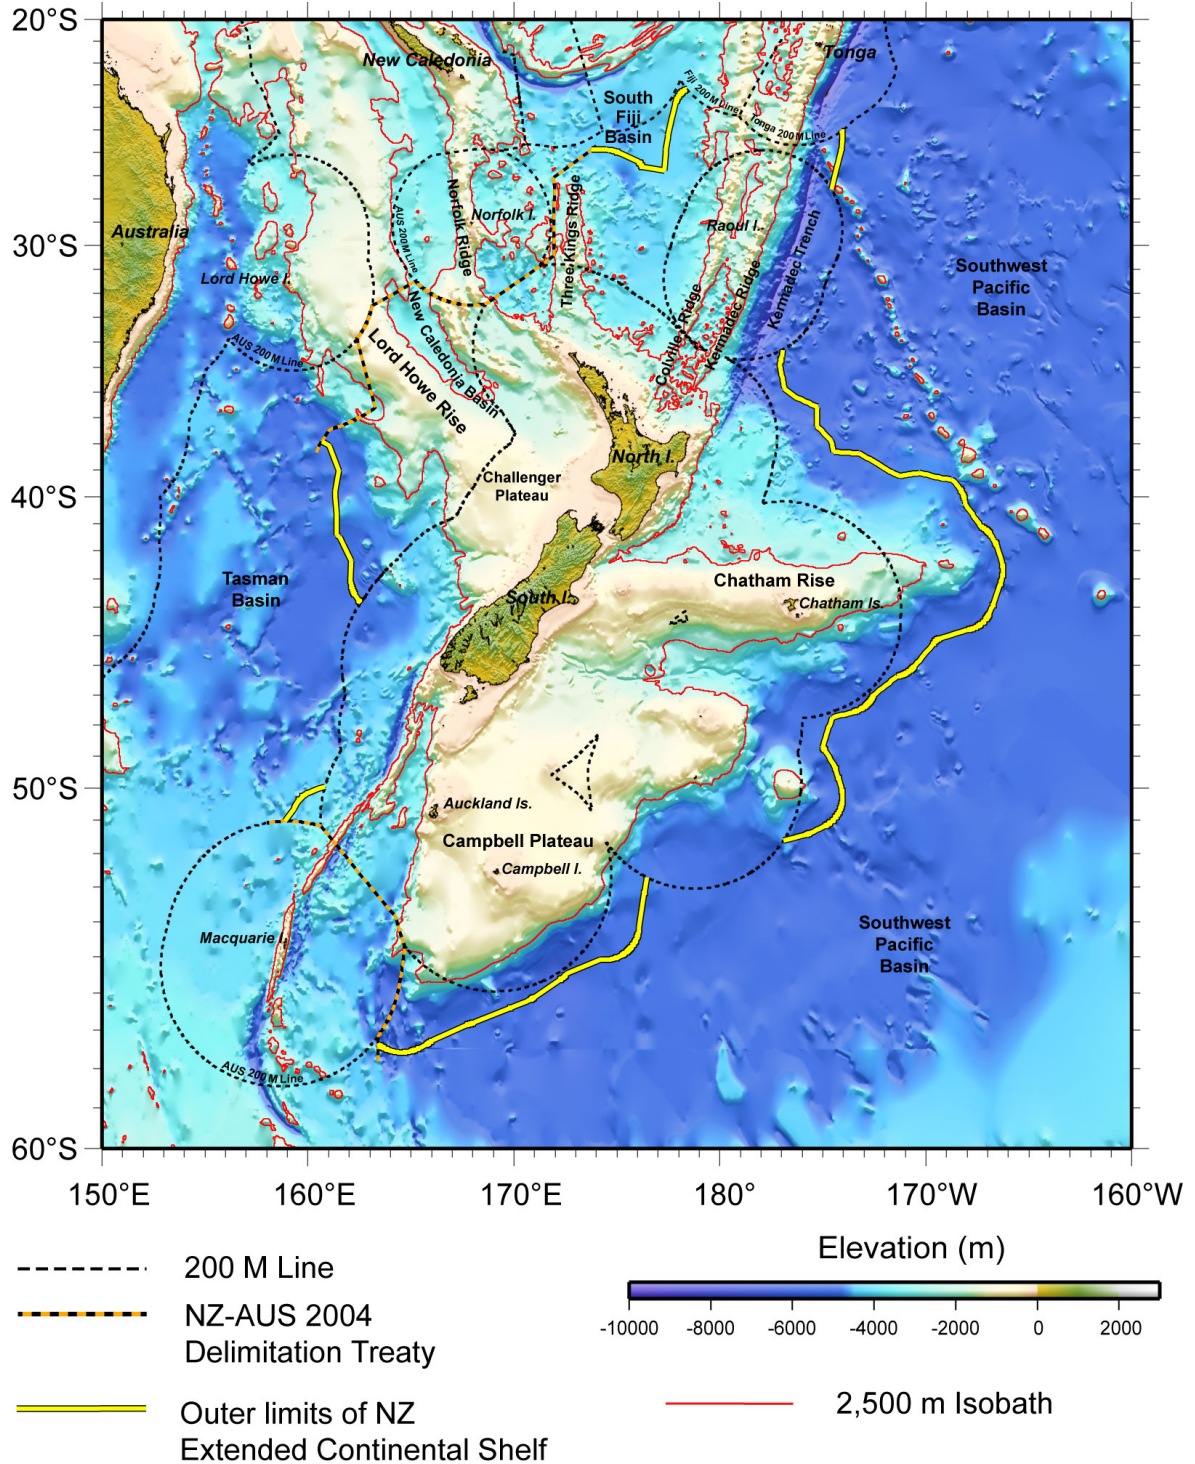 20°S
30°S
40°S
50°S
60°S
150°E
160°E
170°E
180°
170°W
160°W
New Caledonia
Tonga
South
Fiji
Basin
Fiji 200 M Line
Tonga 200 M Line
Australia
Lord Howe I.
AUS 200 M Line
AUS 200 M Line
Norfolk Ridge
Norfolk I.
Three Kings Ridge
Raoul I.
Colville Ridge
Kermadec Ridge
Kermadec Trench
Southwest
Pacific
Basin
New Caledonia Basin
Lord Howe Rise
Challenger
Plateau
North I.
Tasman
Basin
South I.
Chatham Rise
Chatham Is.
Auckland Is.
Campbell Plateau
Campbell I.
Macquarie I.
Southwest
Pacific
Basin
AUS 200 M Line
200 M Line
NZ-AUS 2004
Delimitation Treaty
Outer limits of NZ
Extended Continental Shelf
Elevation (m)
-10000 -8000 -6000 -4000 -2000 0 2000
2,500 m Isobath